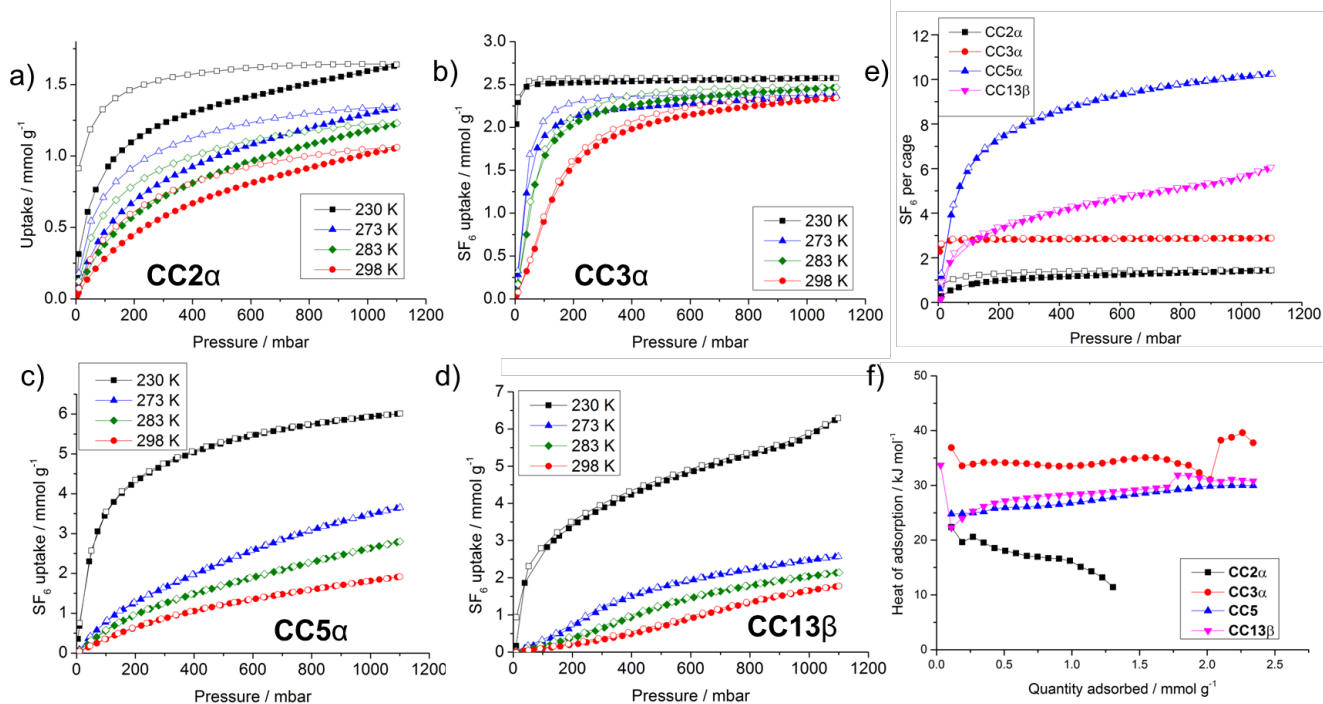 a)
Uptake / mmol g⁻¹
1.5
1.0
0.5
0.0
0 200 400 600 800 1000 1200
Pressure / mbar
230 K
273 K
283 K
298 K
CC2α
b)
SF₆ uptake / mmol g⁻¹
3.0
2.5
2.0
1.5
1.0
0.5
0.0
0 200 400 600 800 1000 1200
Pressure / mbar
230 K
273 K
283 K
298 K
CC3α
e)
SF₆ per cage
12
10
8
6
4
2
0
0 200 400 600 800 1000 1200
Pressure / mbar
CC2α
CC3α
CC5α
CC13β
c)
SF₆ uptake / mmol g⁻¹
6
5
4
3
2
1
0
0 200 400 600 800 1000 1200
Pressure / mbar
230 K
273 K
283 K
298 K
CC5α
d)
SF₆ uptake / mmol g⁻¹
7
6
5
4
3
2
1
0
0 200 400 600 800 1000 1200
Pressure / mbar
230 K
273 K
283 K
298 K
CC13β
f)
Heat of adsorption / kJ mol⁻¹
50
40
30
20
10
0
0.0 0.5 1.0 1.5 2.0 2.5
Quantity adsorbed / mmol g⁻¹
CC2α
CC3α
CC5
CC13β